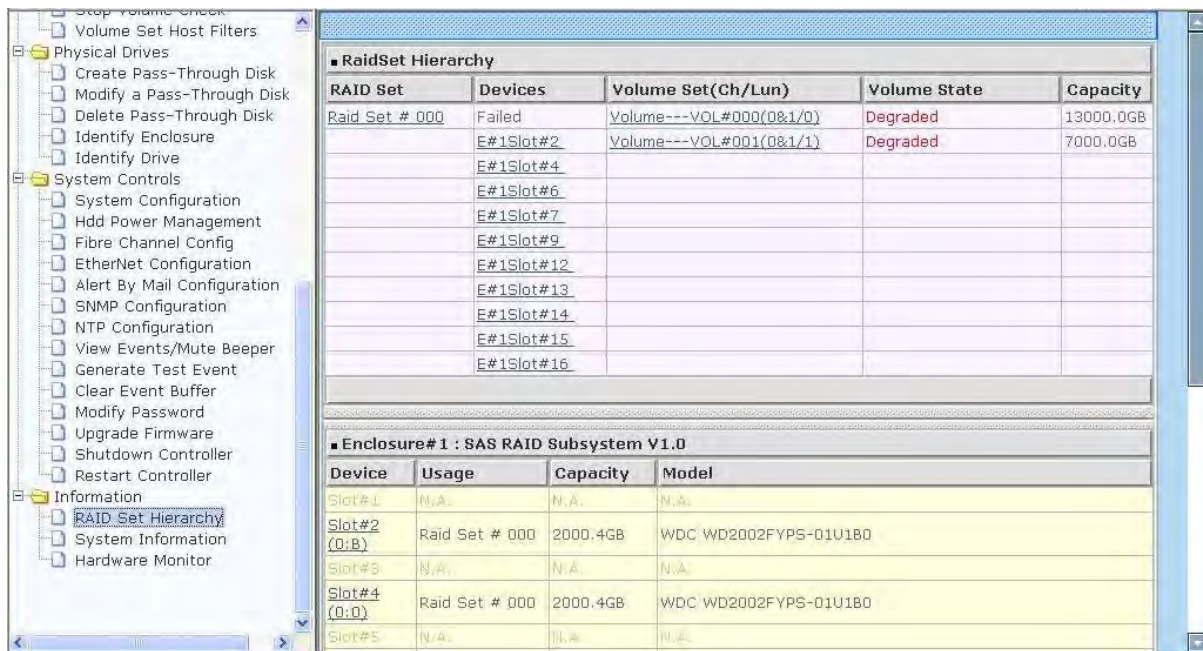 Stop Volume Check
Volume Set Host Filters
Physical Drives
Create Pass-Through Disk
Modify a Pass-Through Disk
Delete Pass-Through Disk
Identify Enclosure
Identify Drive
System Controls
System Configuration
Hdd Power Management
Fibre Channel Config
EtherNet Configuration
Alert By Mail Configuration
SNMP Configuration
NTP Configuration
View Events/Mute Beeper
Generate Test Event
Clear Event Buffer
Modify Password
Upgrade Firmware
Shutdown Controller
Restart Controller
Information
RAID Set Hierarchy
System Information
Hardware Monitor
RaidSet Hierarchy
RAID Set Devices Volume Set(Ch/Lun) Volume State Capacity
Raid Set # 000 Failed Volume---VOL#000(0&1/0) Degraded 13000.0GB
E#1Slot#2 Volume---VOL#001(0&1/1) Degraded 7000.0GB
E#1Slot#4
E#1Slot#6
E#1Slot#7
E#1Slot#9
E#1Slot#12
E#1Slot#13
E#1Slot#14
E#1Slot#15
E#1Slot#16
Enclosure#1 : SAS RAID Subsystem V1.0
Device Usage Capacity Model
Slot#1 N.A. N.A. N.A.
Slot#2 (0:B) Raid Set # 000 2000.4GB WDC WD2002FYPS-01U1B0
Slot#3 N.A. N.A. N.A.
Slot#4 (0:0) Raid Set # 000 2000.4GB WDC WD2002FYPS-01U1B0
Slot#5 N.A. N.A. N.A.